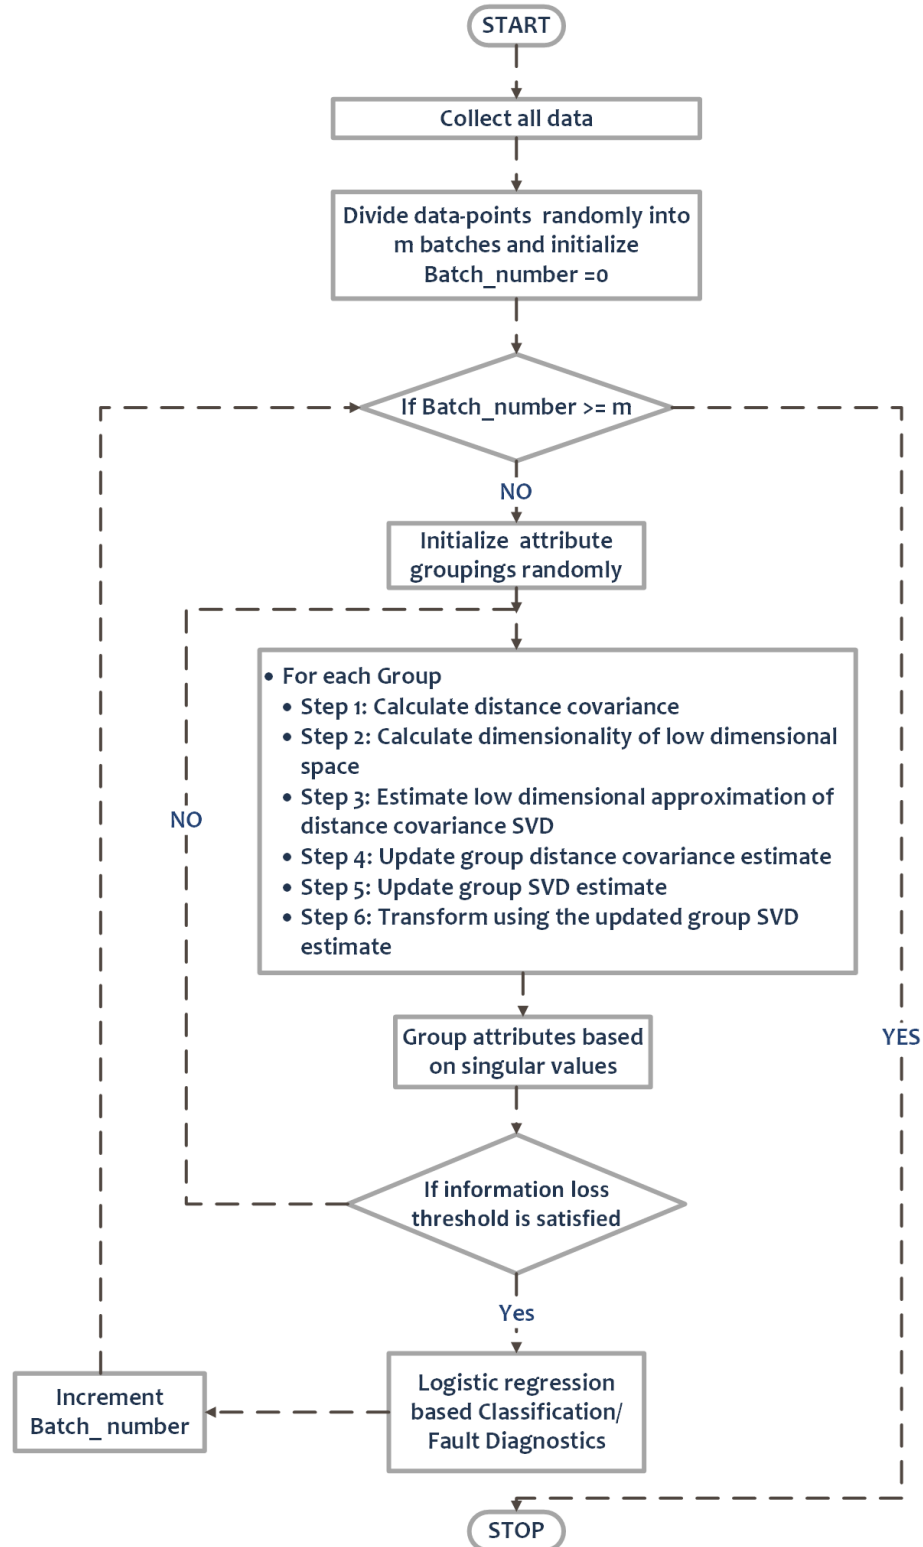 START
Collect all data
Divide data-points randomly into
m batches and initialize
Batch_number =0
If Batch_number >= m
NO
Initialize attribute
groupings randomly
• For each Group
• Step 1: Calculate distance covariance
• Step 2: Calculate dimensionality of low dimensional
space
• Step 3: Estimate low dimensional approximation of
distance covariance SVD
• Step 4: Update group distance covariance estimate
• Step 5: Update group SVD estimate
• Step 6: Transform using the updated group SVD
estimate
NO
Group attributes based
on singular values
YES
If information loss
threshold is satisfied
Yes
Logistic regression
based Classification/
Fault Diagnostics
Increment
Batch_ number
STOP